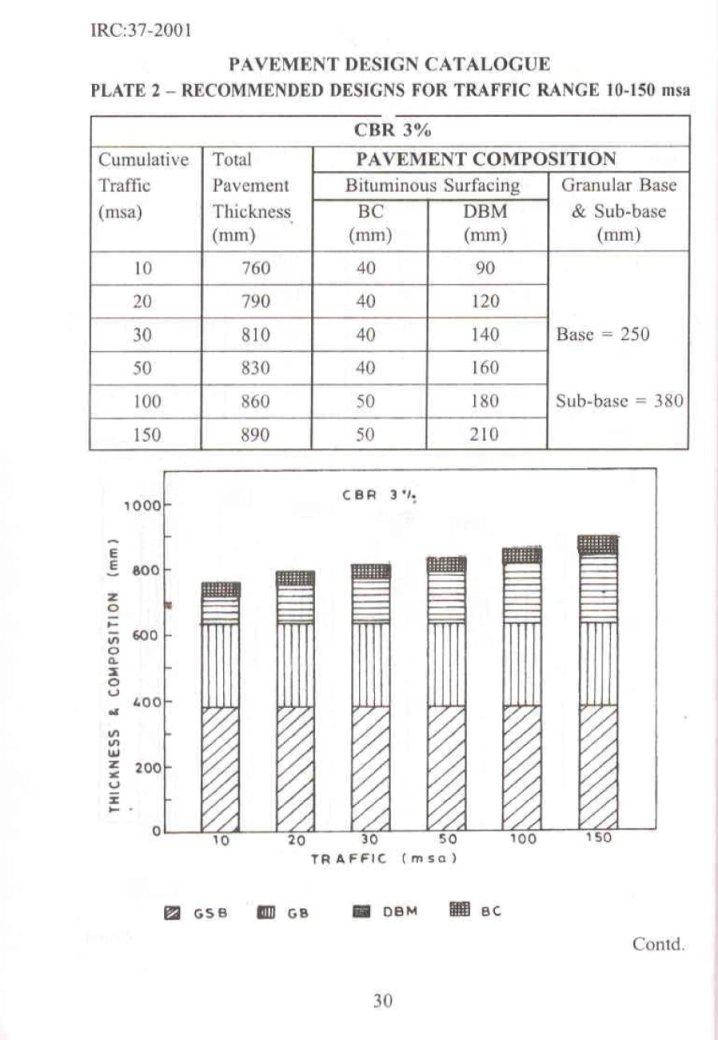 IRC:37-2001
PAVEMENT DESIGN CATALOGUE
PLATE 2 – RECOMMENDED DESIGNS FOR TRAFFIC RANGE 10-150 msa
CBR 3%
Cumulative Traffic (msa) Total Pavement Thickness (mm) PAVEMENT COMPOSITION
Bituminous Surfacing Granular Base & Sub-base (mm)
BC (mm) DBM (mm)
10 760 40 90
20 790 40 120
30 810 40 140 Base = 250
50 830 40 160
100 860 50 180 Sub-base = 380
150 890 50 210
CBR 3%
THICKNESS & COMPOSITION (mm)
1000
800
600
400
200
0
10 20 30 50 100 150
TRAFFIC (msa)
GSB GB DBM BC
Contd.
30